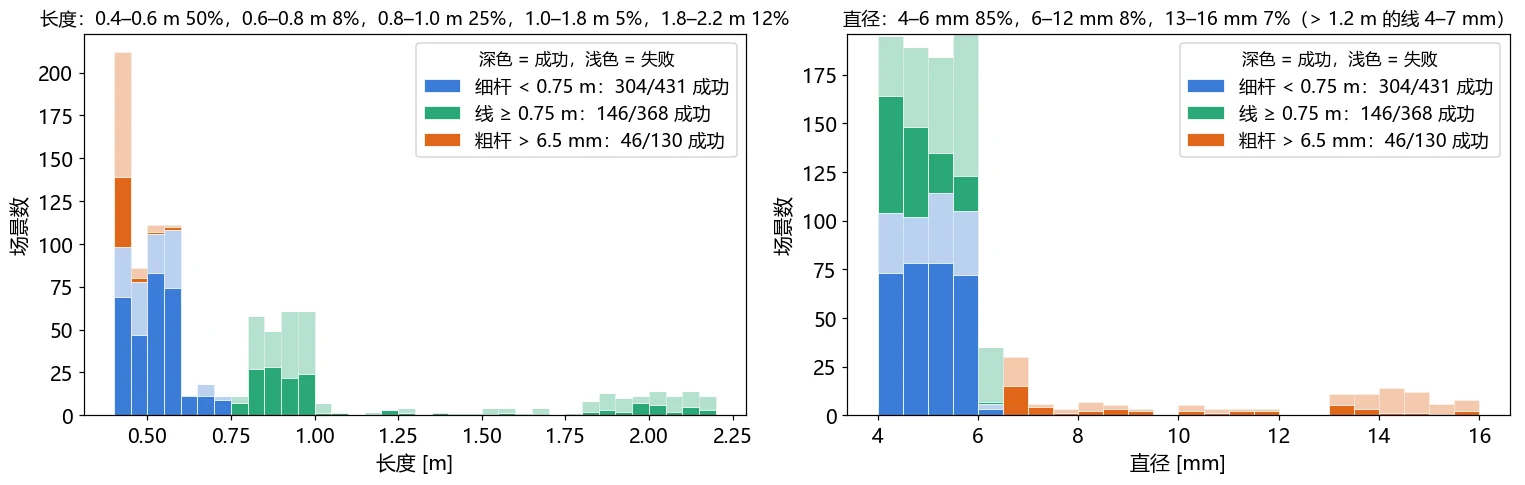 长度：0.4–0.6 m 50%，0.6–0.8 m 8%，0.8–1.0 m 25%，1.0–1.8 m 5%，1.8–2.2 m 12%
深色 = 成功，浅色 = 失败
细杆 < 0.75 m：304/431 成功
线 ≥ 0.75 m：146/368 成功
粗杆 > 6.5 mm：46/130 成功
场景数
200
175
150
125
100
75
50
25
0
0.50 0.75 1.00 1.25 1.50 1.75 2.00 2.25
长度 [m]
直径：4–6 mm 85%，6–12 mm 8%，13–16 mm 7%（> 1.2 m 的线 4–7 mm）
深色 = 成功，浅色 = 失败
细杆 < 0.75 m：304/431 成功
线 ≥ 0.75 m：146/368 成功
粗杆 > 6.5 mm：46/130 成功
场景数
175
150
125
100
75
50
25
0
4 6 8 10 12 14 16
直径 [mm]